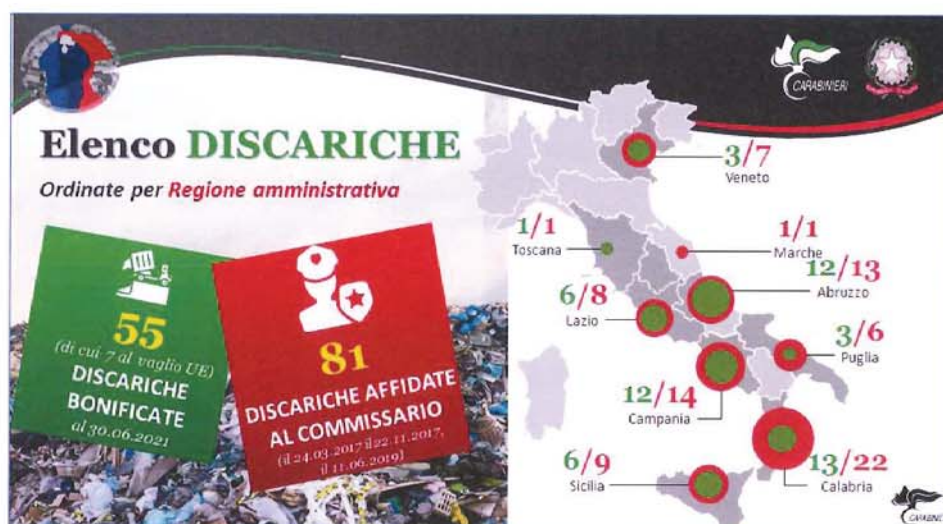 CARABINIERI
Elenco DISCARICHE
Ordinate per Regione amministrativa
55
(di cui 7 al vaglio UE)
DISCARICHE
BONIFICATE
al 30.06.2021
81
DISCARICHE AFFIDATE
AL COMMISSARIO
(il 24.03.2017 il 22.11.2017,
il 11.06.2019)
3/7
Veneto
1/1
Toscana
1/1
Marche
12/13
Abruzzo
6/8
Lazio
3/6
Puglia
12/14
Campania
6/9
Sicilia
13/22
Calabria